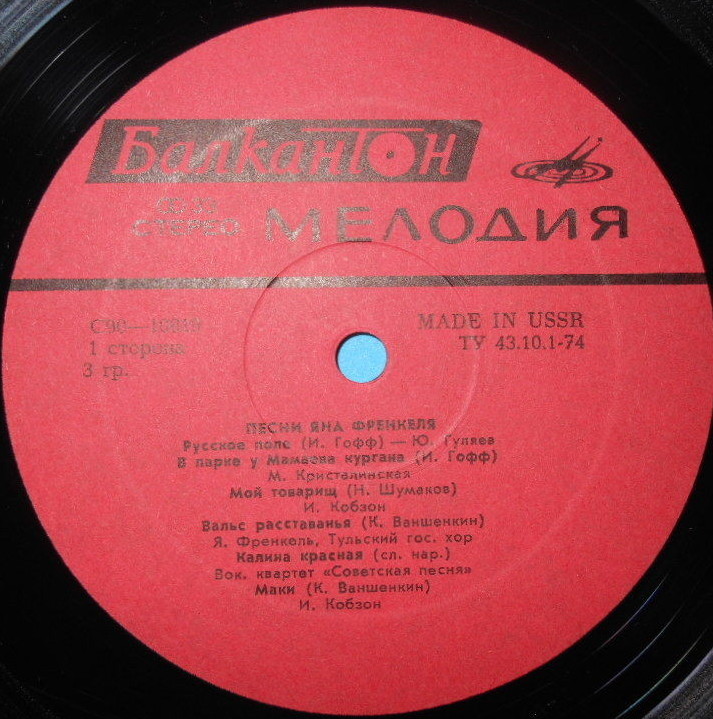 Балкантон
СТЕРЕО МЕЛОДИЯ
MADE IN USSR
1 сторона
ТУ 43.10.1-74
3 гр.
ПЕСНИ ЯНА ФРЕНКЕЛЯ
Русское поле (И. Гофф) — Ю. Гуляев
В парке у Мамаева кургана (И. Гофф)
М. Кристалинская
Мой товарищ (Н. Шумаков)
И. Кобзон
Вальс расставанья (К. Ваншенкин)
Я. Френкель, Тульский гос. хор
Калина красная (сл. нар.)
Вок. квартет «Советская песня»
Маки (К. Ваншенкин)
И. Кобзон